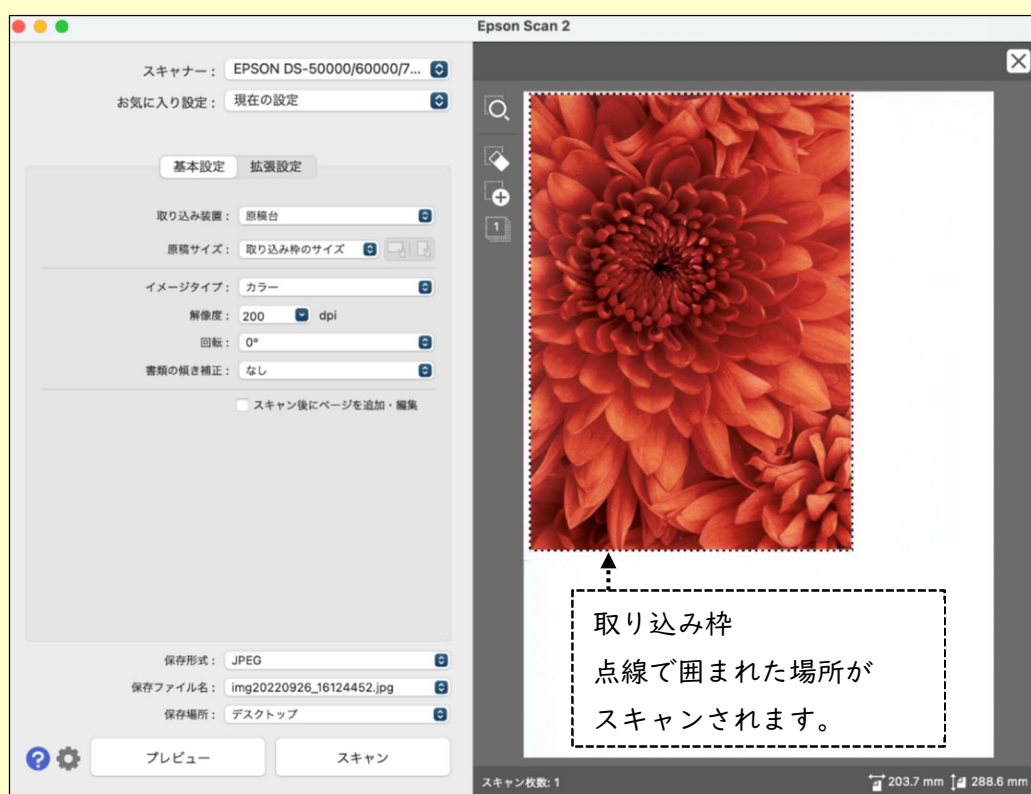 Epson Scan 2
スキャナー： EPSON DS-50000/60000/7...
お気に入り設定： 現在の設定
基本設定 拡張設定
取り込み装置： 原稿台
原稿サイズ： 取り込み枠のサイズ
イメージタイプ： カラー
解像度： 200 dpi
回転： 0°
書類の傾き補正： なし
スキャン後にページを追加・編集
保存形式： JPEG
保存ファイル名： img20220926_16124452.jpg
保存場所： デスクトップ
? プレビュー スキャン
1
取り込み枠
点線で囲まれた場所が
スキャンされます。
スキャン枚数: 1 203.7 mm 288.6 mm